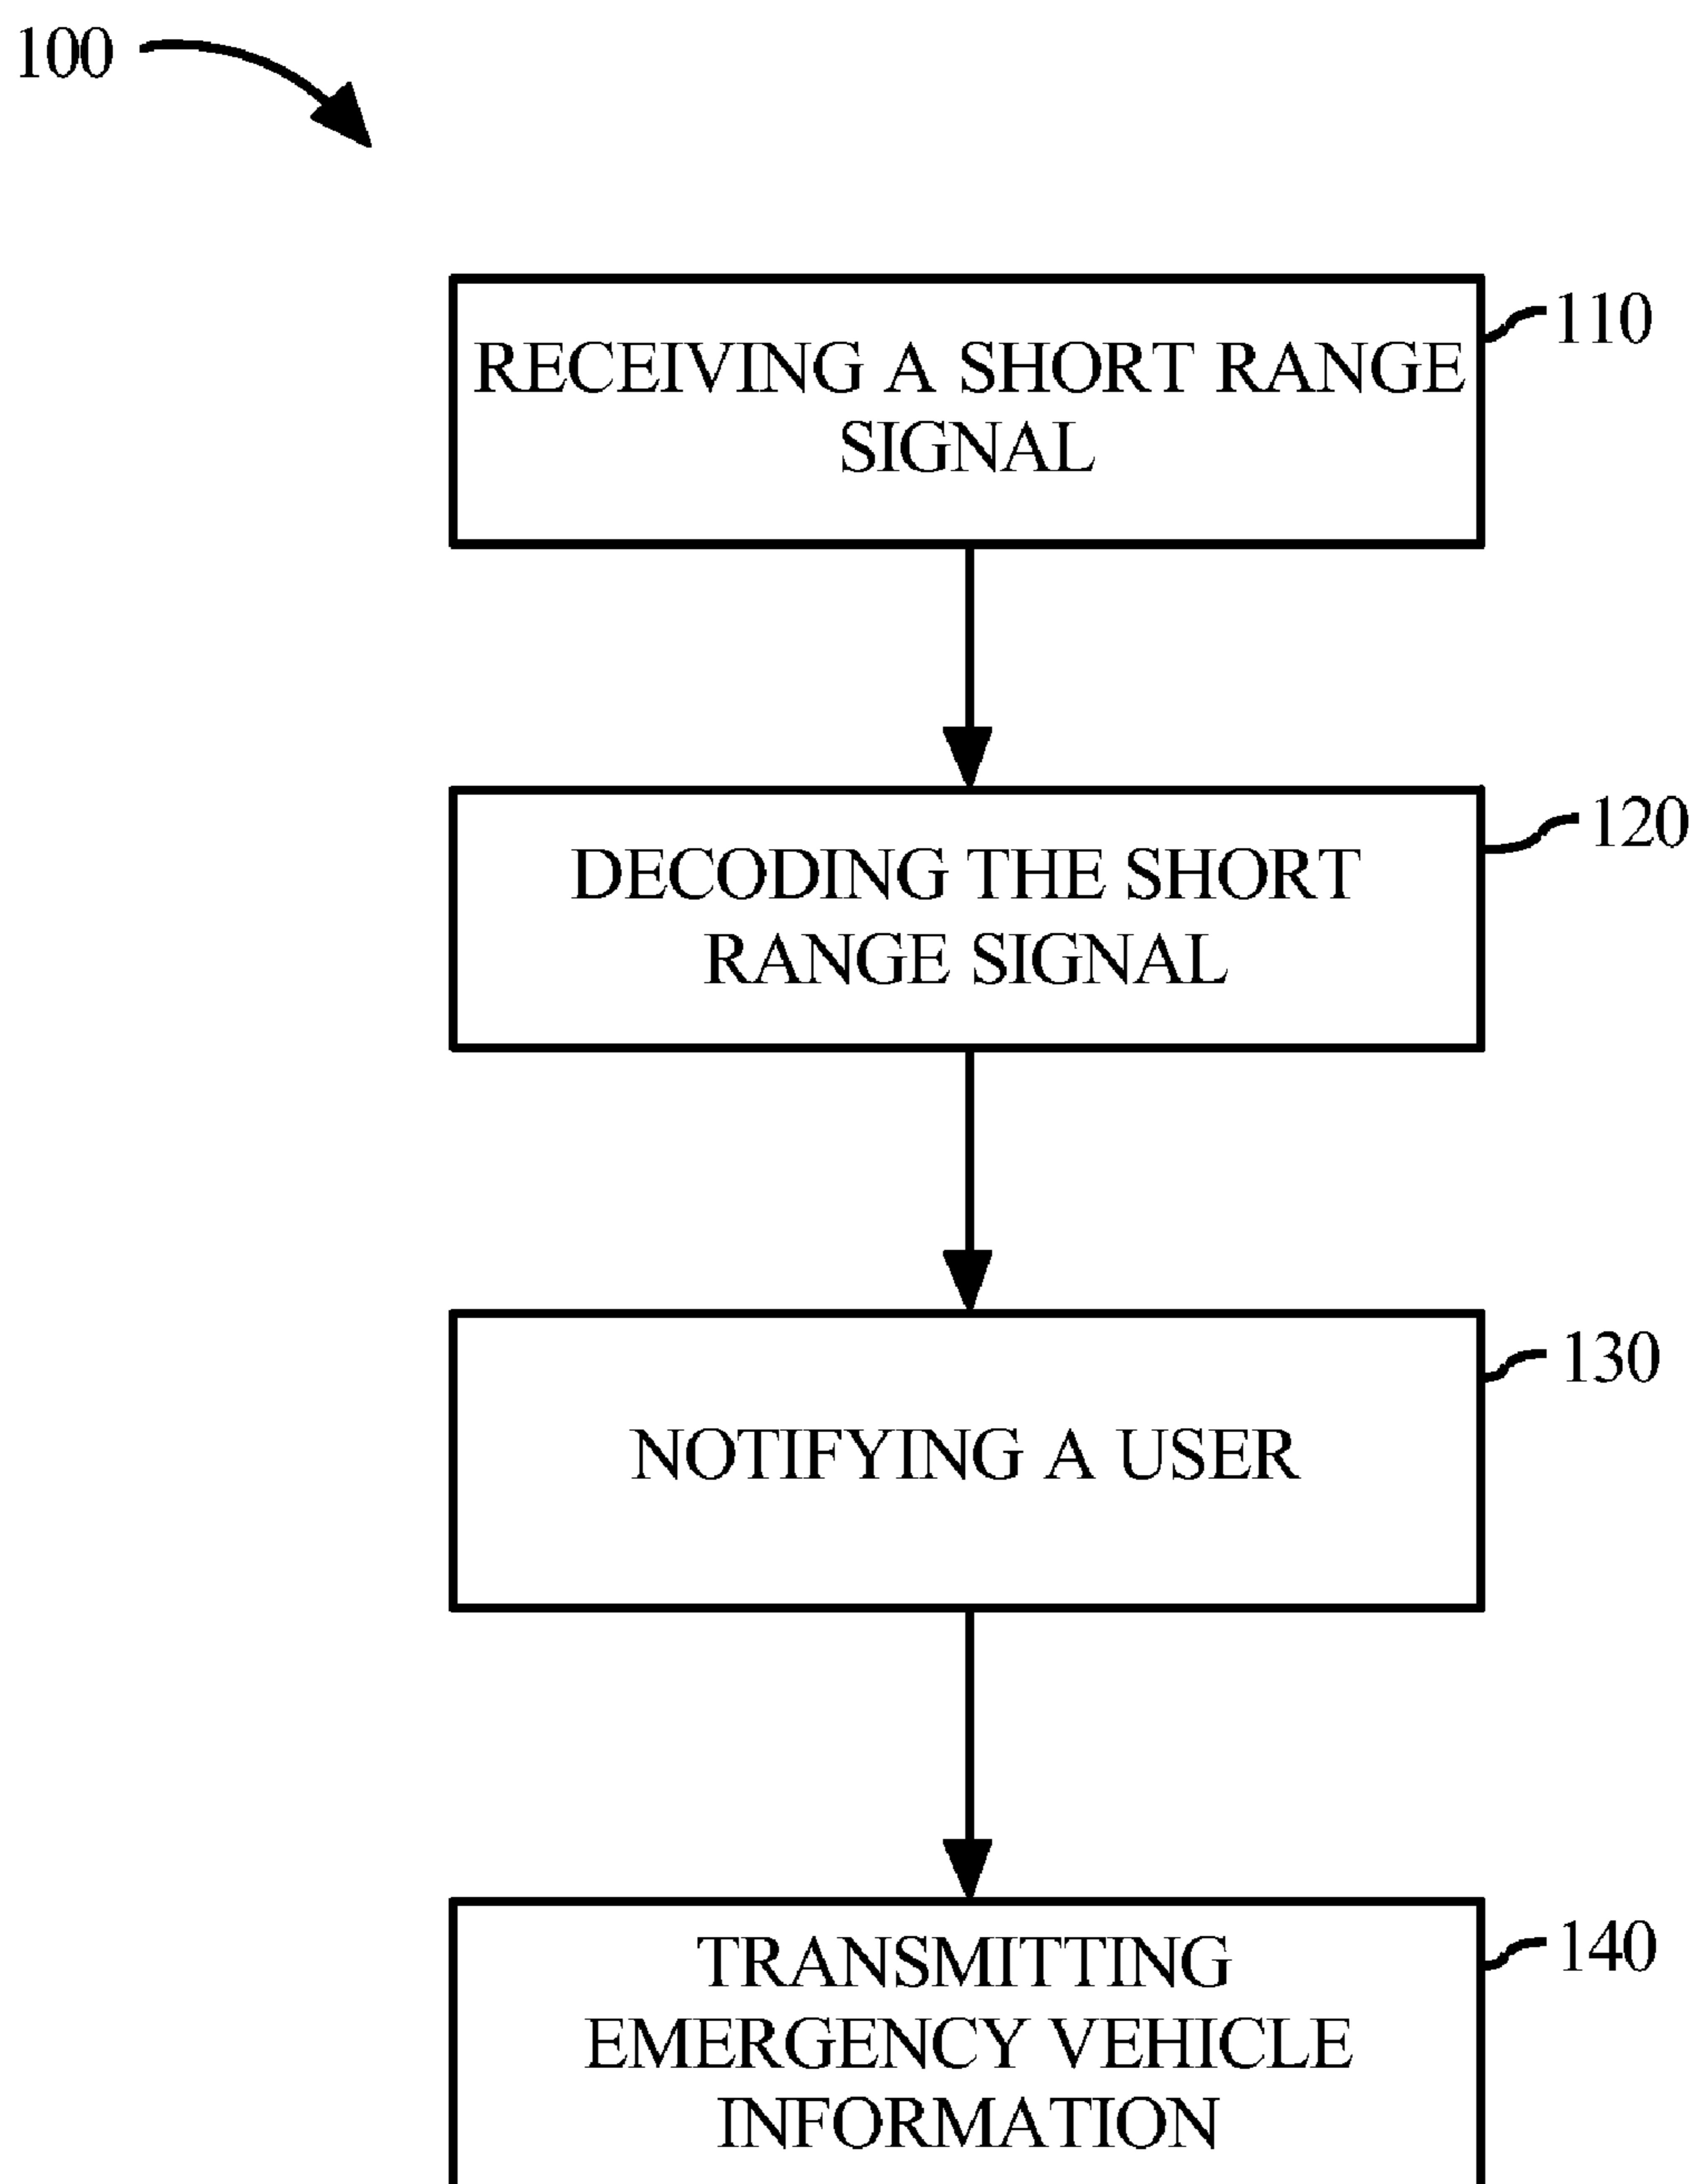 100
RECEIVING A SHORT RANGE
SIGNAL
110
DECODING THE SHORT
RANGE SIGNAL
120
NOTIFYING A USER
130
TRANSMITTING
EMERGENCY VEHICLE
INFORMATION
140